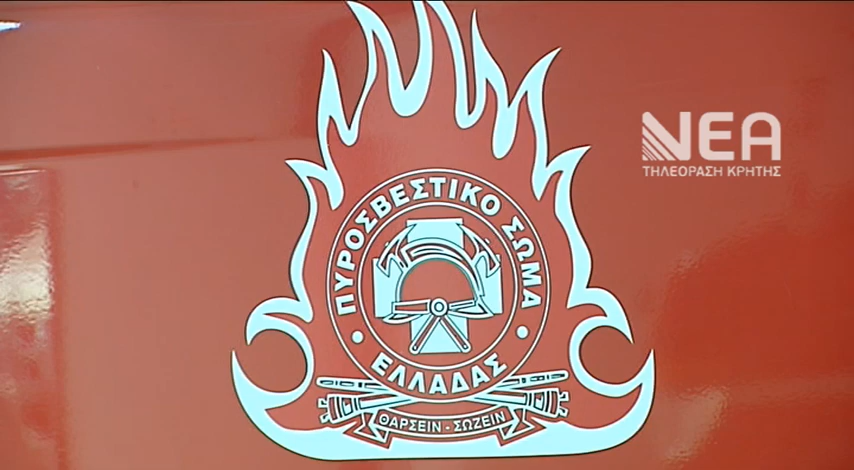 ΝΕΑ
ΤΗΛΕΟΡΑΣΗ ΚΡΗΤΗΣ
ΠΥΡΟΣΒΕΣΤΙΚΟ ΣΩΜΑ
ΕΛΛΑΔΑΣ
ΘΑΡΣΕΙΝ - ΣΩΖΕΙΝ